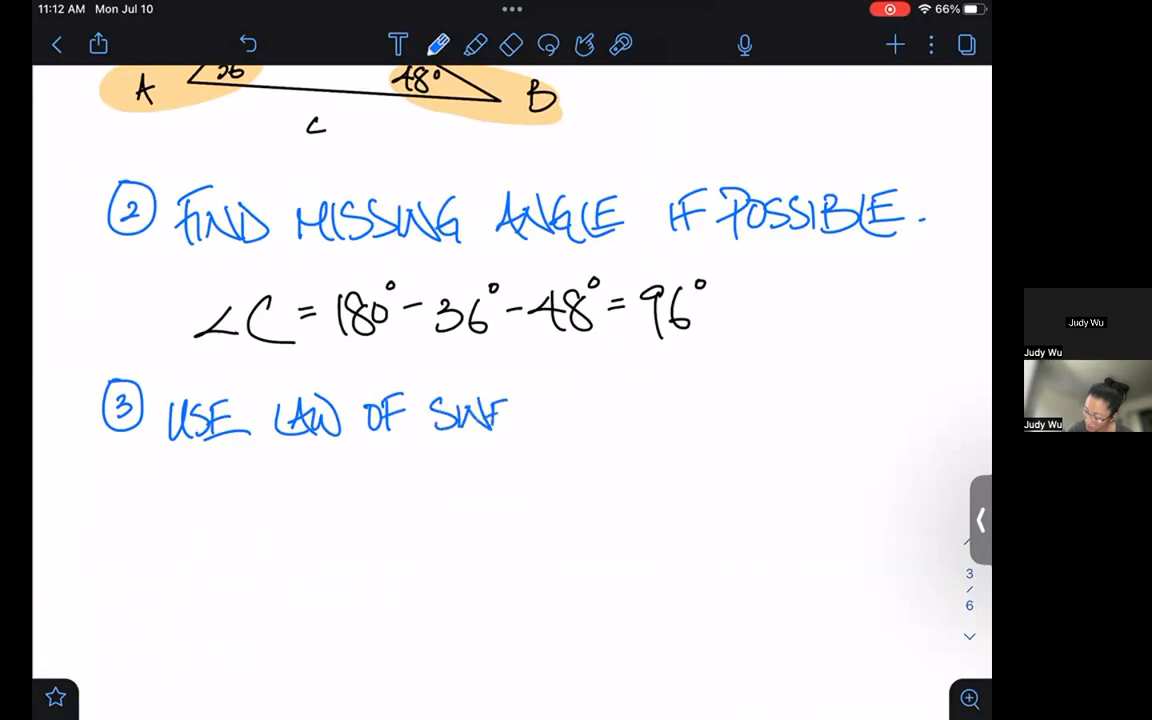 11:12 AM Mon Jul 10
66%
T
36
48°
A
B
C
2 FIND MISSING ANGLE IF POSSIBLE.
∠C = 180° - 36° - 48° = 96°
3 USE LAW OF SINE
3
/
6
Judy Wu
Judy Wu
Judy Wu